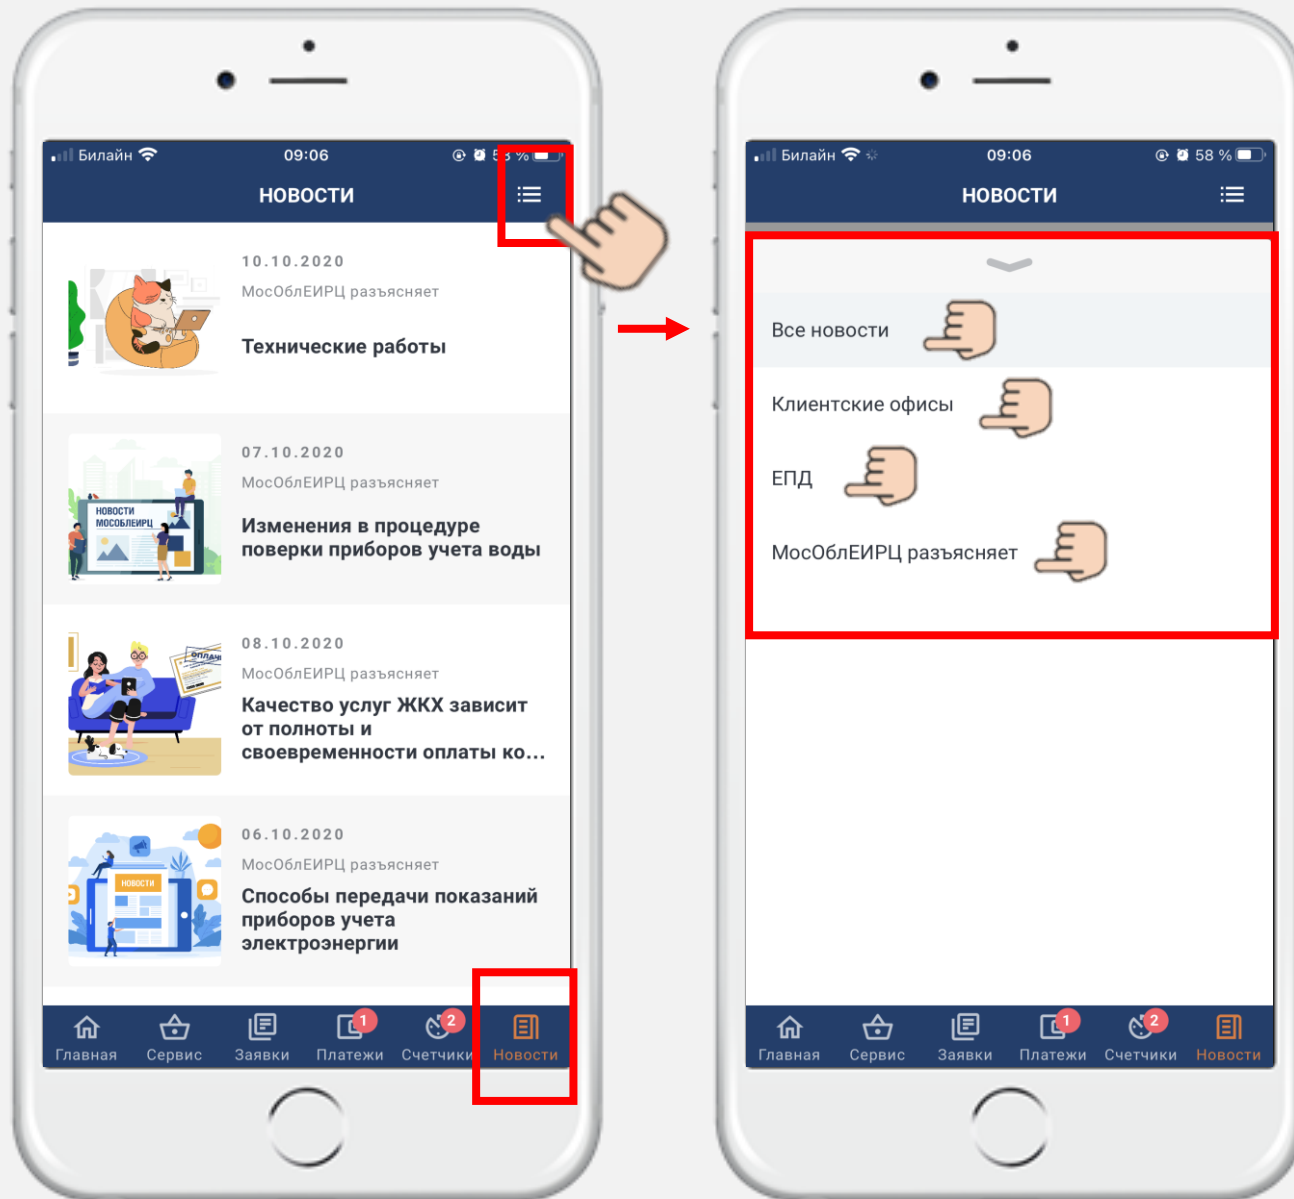 Билайн 09:06
НОВОСТИ
10.10.2020
МосОблЕИРЦ разъясняет
Технические работы
07.10.2020
МосОблЕИРЦ разъясняет
Изменения в процедуре
поверки приборов учета воды
НОВОСТИ
МОСОБЛЕИРЦ
08.10.2020
МосОблЕИРЦ разъясняет
Качество услуг ЖКХ зависит
от полноты и
своевременности оплаты ко...
06.10.2020
МосОблЕИРЦ разъясняет
Способы передачи показаний
приборов учета
электроэнергии
НОВОСТИ
1 2
Главная Сервис Заявки Платежи Счетчики Новости
Билайн 09:06 58 %
НОВОСТИ
Все новости
Клиентские офисы
ЕПД
МосОблЕИРЦ разъясняет
1 2
Главная Сервис Заявки Платежи Счетчики Новости